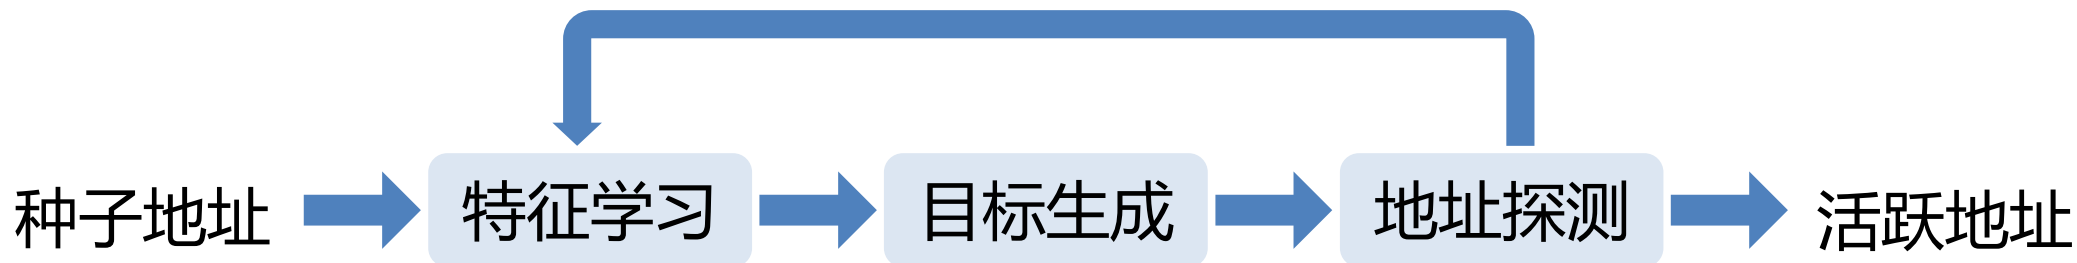 种子地址
特征学习
目标生成
地址探测
活跃地址